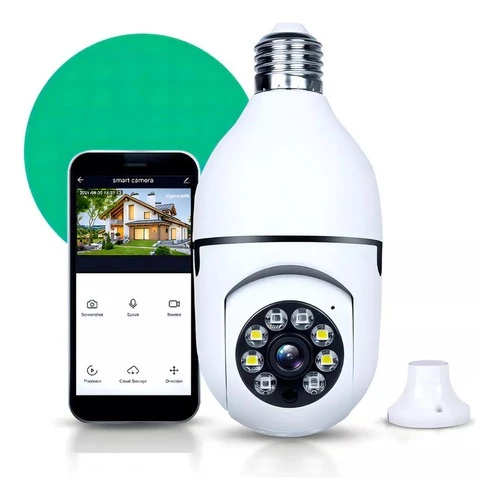 smart camera
Screenshot
Speak
Record
Playback
Cloud Storage
Direction